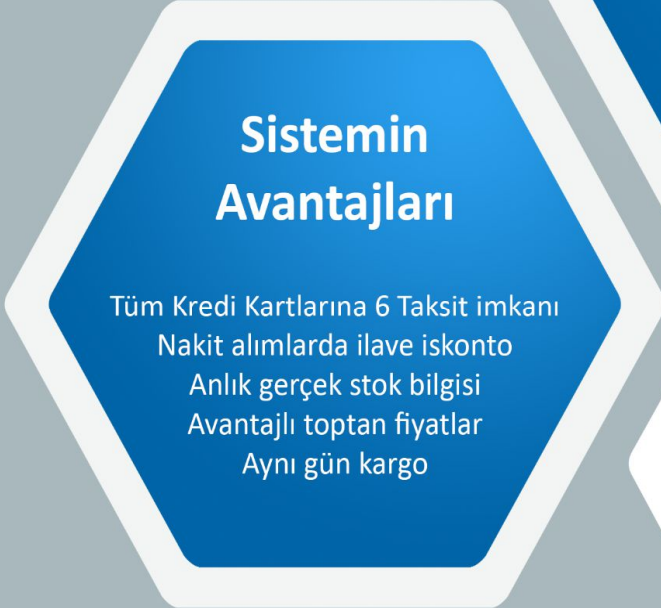 Sistemin
Avantajları
Tüm Kredi Kartlarına 6 Taksit imkanı
Nakit alımlarda ilave iskonto
Anlık gerçek stok bilgisi
Avantajlı toptan fiyatlar
Aynı gün kargo